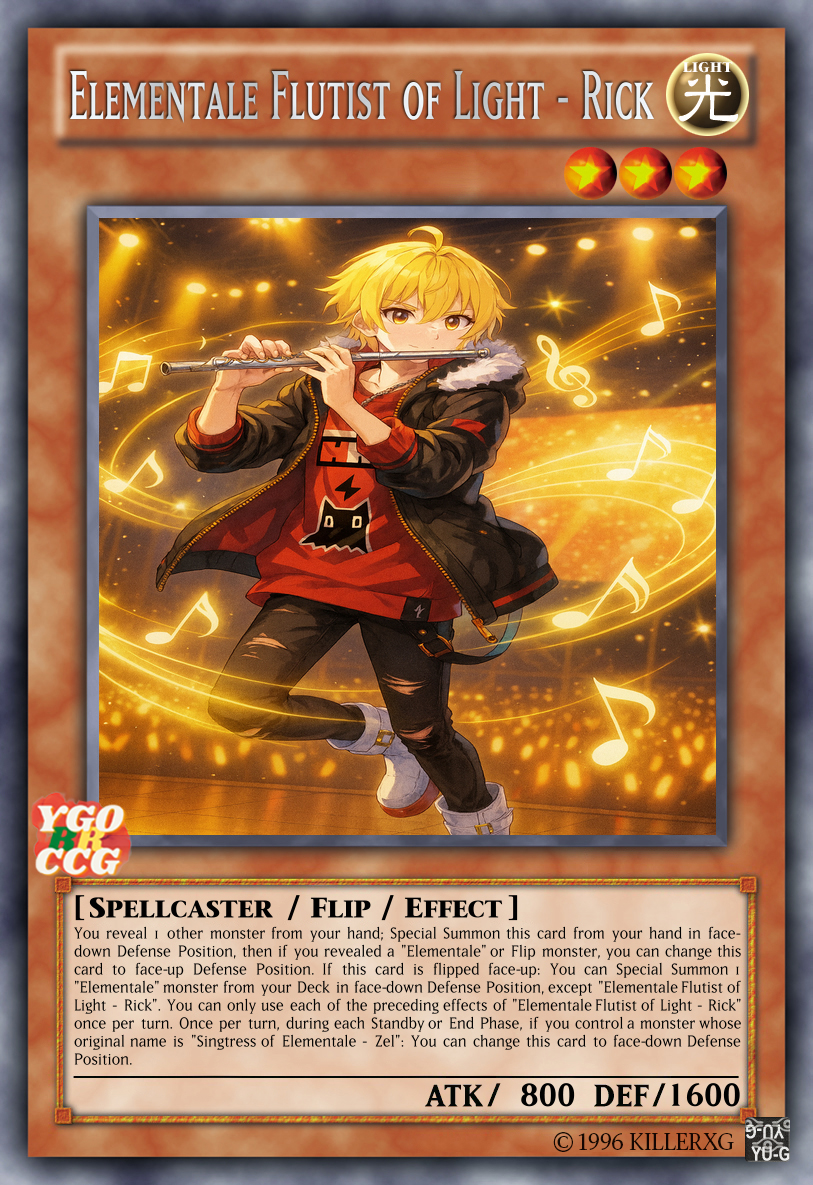 ELEMENTALE FLUTIST OF LIGHT - RICK
LIGHT
光
YGO
RR
CCG
[ SPELLCASTER / FLIP / EFFECT ]
You reveal 1 other monster from your hand; Special Summon this card from your hand in face-
down Defense Position, then if you revealed a "Elementale" or Flip monster, you can change this
card to face-up Defense Position. If this card is flipped face-up: You can Special Summon 1
"Elementale" monster from your Deck in face-down Defense Position, except "Elementale Flutist of
Light - Rick". You can only use each of the preceding effects of "Elementale Flutist of Light - Rick"
once per turn. Once per turn, during each Standby or End Phase, if you control a monster whose
original name is "Singtress of Elementale - Zel": You can change this card to face-down Defense
Position.
ATK/ 800 DEF/1600
© 1996 KILLERXG
YU-G